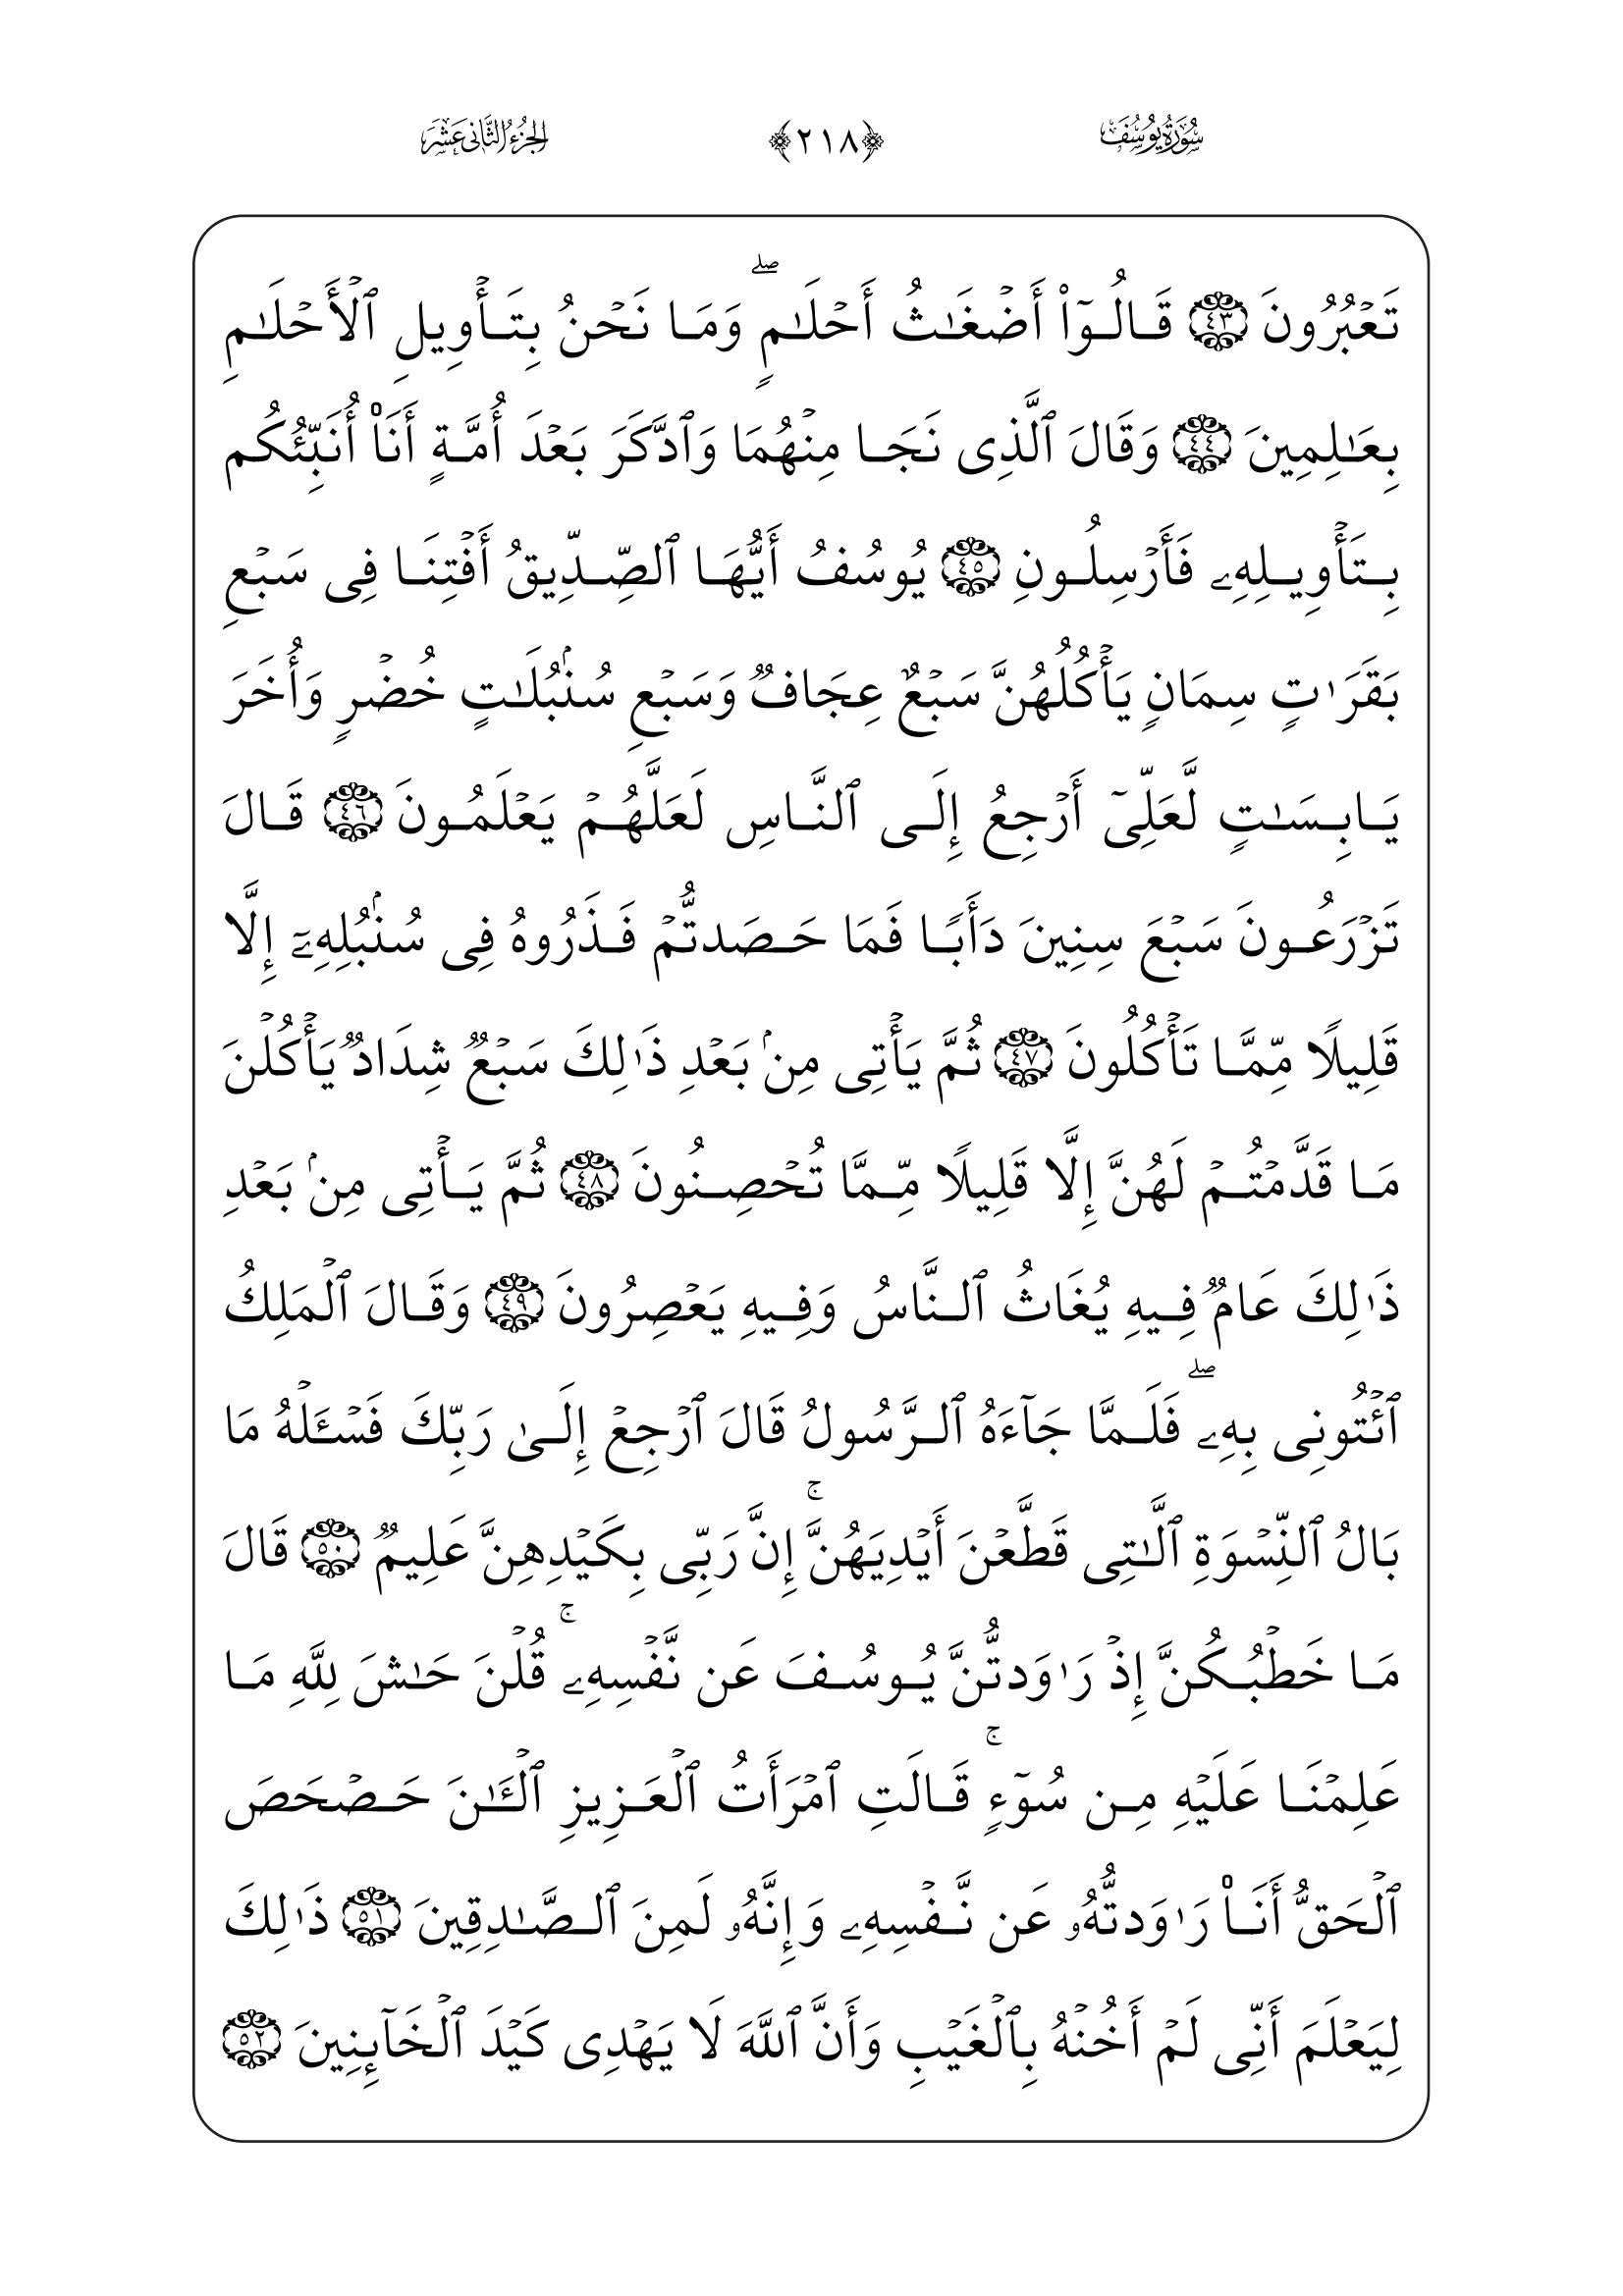 سُورَةُ يُوسُفَ ﴿٢١٨﴾ الجُزْءُ الثَّانِي عَشَرَ
تَعۡبُرُونَ ٤٣ قَالُوٓاْ أَضۡغَٰثُ أَحۡلَٰمٖۖ وَمَا نَحۡنُ بِتَأۡوِيلِ ٱلۡأَحۡلَٰمِ
بِعَٰلِمِينَ ٤٤ وَقَالَ ٱلَّذِي نَجَا مِنۡهُمَا وَٱدَّكَرَ بَعۡدَ أُمَّةٍ أَنَا۠ أُنَبِّئُكُم
بِتَأۡوِيلِهِۦ فَأَرۡسِلُونِ ٤٥ يُوسُفُ أَيُّهَا ٱلصِّدِّيقُ أَفۡتِنَا فِي سَبۡعِ
بَقَرَٰتٖ سِمَانٖ يَأۡكُلُهُنَّ سَبۡعٌ عِجَافٞ وَسَبۡعِ سُنۢبُلَٰتٍ خُضۡرٖ وَأُخَرَ
يَابِسَٰتٖ لَّعَلِّيٓ أَرۡجِعُ إِلَى ٱلنَّاسِ لَعَلَّهُمۡ يَعۡلَمُونَ ٤٦ قَالَ
تَزۡرَعُونَ سَبۡعَ سِنِينَ دَأَبٗا فَمَا حَصَدتُّمۡ فَذَرُوهُ فِي سُنۢبُلِهِۦٓ إِلَّا
قَلِيلٗا مِّمَّا تَأۡكُلُونَ ٤٧ ثُمَّ يَأۡتِي مِنۢ بَعۡدِ ذَٰلِكَ سَبۡعٞ شِدَادٞ يَأۡكُلۡنَ
مَا قَدَّمۡتُمۡ لَهُنَّ إِلَّا قَلِيلٗا مِّمَّا تُحۡصِنُونَ ٤٨ ثُمَّ يَأۡتِي مِنۢ بَعۡدِ
ذَٰلِكَ عَامٞ فِيهِ يُغَاثُ ٱلنَّاسُ وَفِيهِ يَعۡصِرُونَ ٤٩ وَقَالَ ٱلۡمَلِكُ
ٱئۡتُونِي بِهِۦۖ فَلَمَّا جَآءَهُ ٱلرَّسُولُ قَالَ ٱرۡجِعۡ إِلَىٰ رَبِّكَ فَسۡـَٔلۡهُ مَا
بَالُ ٱلنِّسۡوَةِ ٱلَّٰتِي قَطَّعۡنَ أَيۡدِيَهُنَّۚ إِنَّ رَبِّي بِكَيۡدِهِنَّ عَلِيمٞ ٥٠ قَالَ
مَا خَطۡبُكُنَّ إِذۡ رَٰوَدتُّنَّ يُوسُفَ عَن نَّفۡسِهِۦۚ قُلۡنَ حَٰشَ لِلَّهِ مَا
عَلِمۡنَا عَلَيۡهِ مِن سُوٓءٖۚ قَالَتِ ٱمۡرَأَتُ ٱلۡعَزِيزِ ٱلۡـَٰٔنَ حَصۡحَصَ
ٱلۡحَقُّ أَنَا۠ رَٰوَدتُّهُۥ عَن نَّفۡسِهِۦ وَإِنَّهُۥ لَمِنَ ٱلصَّٰدِقِينَ ٥١ ذَٰلِكَ
لِيَعۡلَمَ أَنِّي لَمۡ أَخُنۡهُ بِٱلۡغَيۡبِ وَأَنَّ ٱللَّهَ لَا يَهۡدِي كَيۡدَ ٱلۡخَآئِنِينَ ٥٢